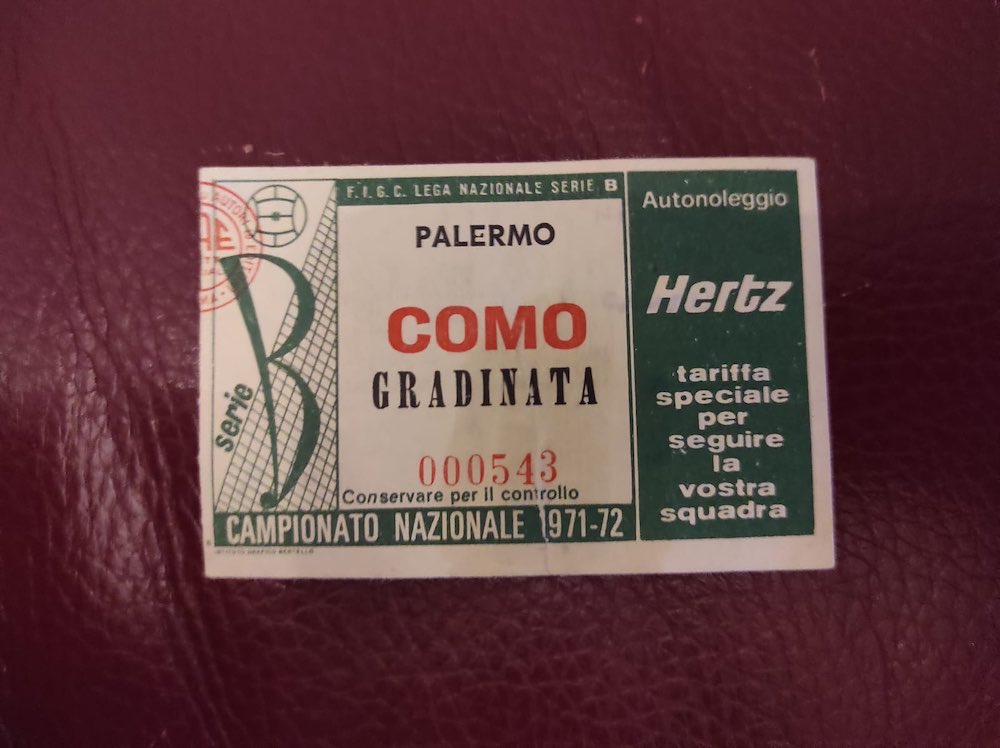 F.I.G.C. LEGA NAZIONALE SERIE B
PALERMO
COMO
GRADINATA
000543
Conservare per il controllo
serie
B
CAMPIONATO NAZIONALE 1971-72
Autonoleggio
Hertz
tariffa
speciale
per
seguire
la
vostra
squadra